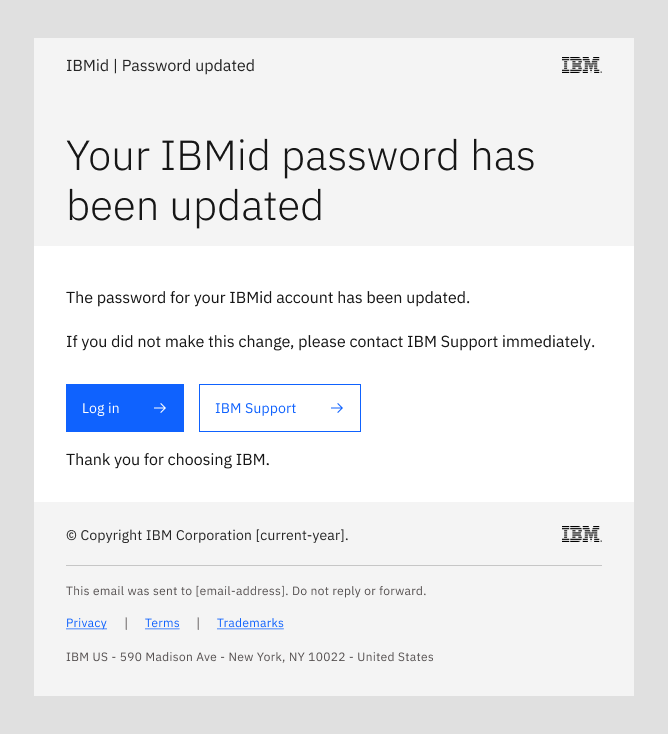 IBMid | Password updated
IBM
Your IBMid password has
been updated
The password for your IBMid account has been updated.
If you did not make this change, please contact IBM Support immediately.
Log in →
IBM Support →
Thank you for choosing IBM.
© Copyright IBM Corporation [current-year].
IBM
This email was sent to [email-address]. Do not reply or forward.
Privacy | Terms | Trademarks
IBM US - 590 Madison Ave - New York, NY 10022 - United States